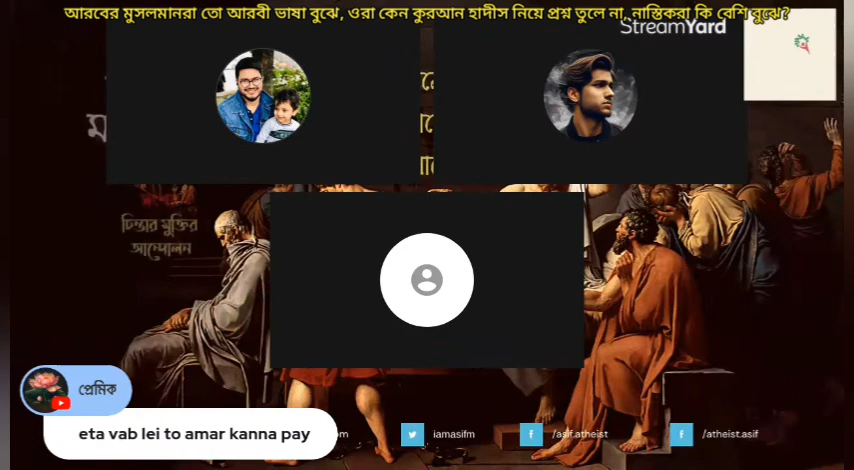 আরবের মুসলমানরা তো আরবী ভাষা বুঝে, ওরা কেন কুরআন হাদীস নিয়ে প্রশ্ন তুলে না, নাস্তিকরা কি বেশি বুঝে?
StreamYard
চিন্তার মুক্তির
আন্দোলন
প্রেমিক
eta vab lei to amar kanna pay
iamasifm
/asif.atheist
/atheist.asif